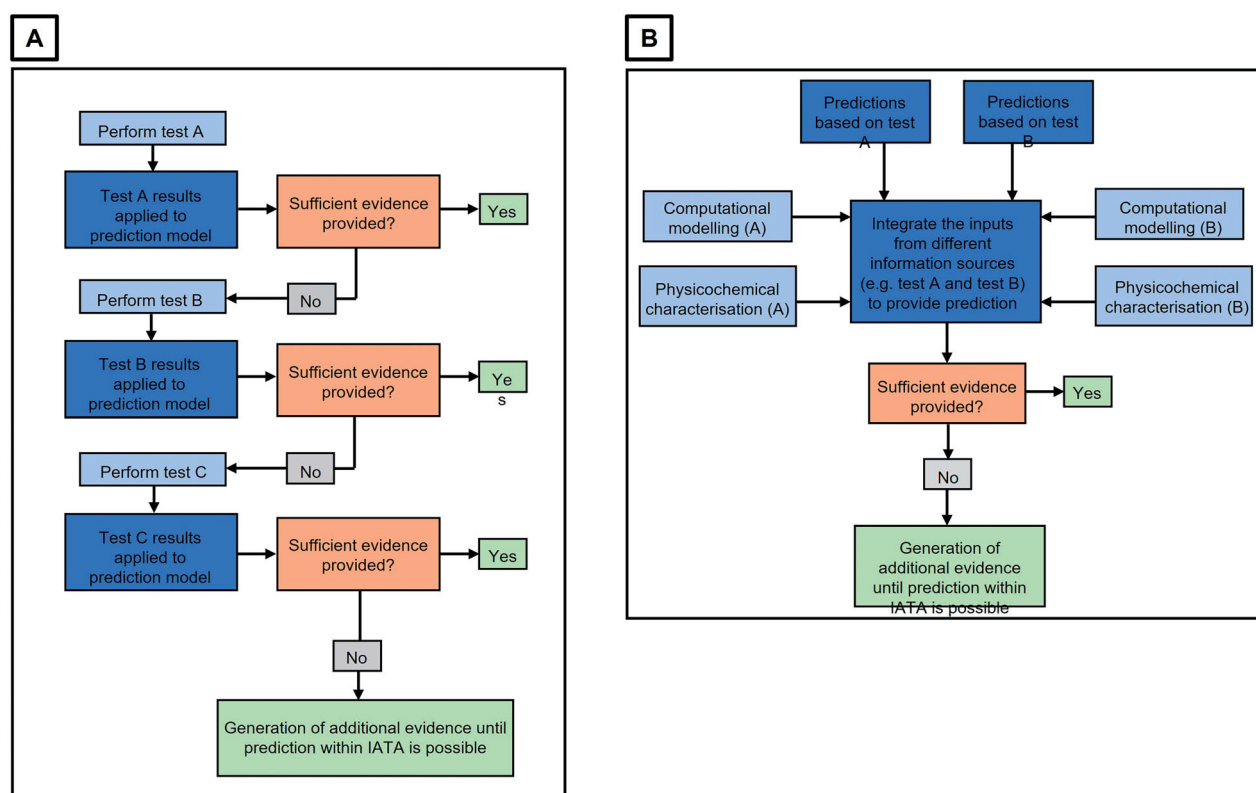 A
Perform test A
Test A results
applied to
prediction model
Sufficient evidence
provided?
Yes
No
Perform test B
Test B results
applied to
prediction model
Sufficient evidence
provided?
Ye
s
No
Perform test C
Test C results
applied to
prediction model
Sufficient evidence
provided?
Yes
No
Generation of additional evidence until
prediction within IATA is possible
B
Predictions
based on test
A
Predictions
based on test
B
Computational
modelling (A)
Integrate the inputs
from different
information sources
(e.g. test A and test B)
to provide prediction
Computational
modelling (B)
Physicochemical
characterisation (A)
Physicochemical
characterisation (B)
Sufficient evidence
provided?
Yes
No
Generation of
additional evidence
until prediction within
IATA is possible